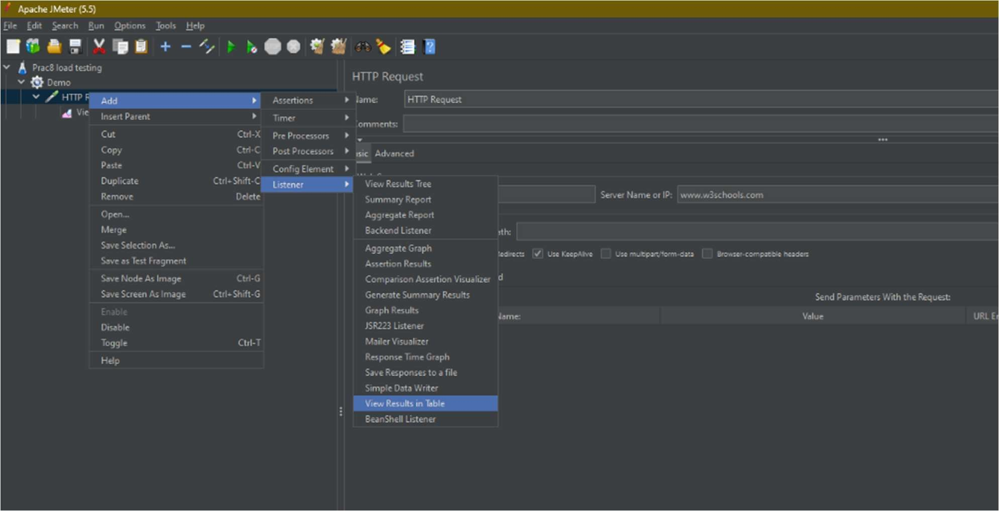 Apache JMeter (5.5)
File Edit Search Run Options Tools Help
Prac8 load testing
Demo
HTTP R
Vie
Add
Insert Parent
Cut Ctrl-X
Copy Ctrl-C
Paste Ctrl-V
Duplicate Ctrl+Shift-C
Remove Delete
Open...
Merge
Save Selection As...
Save as Test Fragment
Save Node As Image Ctrl-G
Save Screen As Image Ctrl+Shift-G
Enable
Disable
Toggle Ctrl-T
Help
Assertions
Timer
Pre Processors
Post Processors
Config Element
Listener
View Results Tree
Summary Report
Aggregate Report
Backend Listener
Aggregate Graph
Assertion Results
Comparison Assertion Visualizer
Generate Summary Results
Graph Results
JSR223 Listener
Mailer Visualizer
Response Time Graph
Save Responses to a file
Simple Data Writer
View Results in Table
BeanShell Listener
HTTP Request
Name: HTTP Request
omments:
sic Advanced
Server Name or IP: www.w3schools.com
th:
edirects Use KeepAlive Use multipart/form-data Browser-compatible headers
d
Send Parameters With the Request:
Name: Value URL En